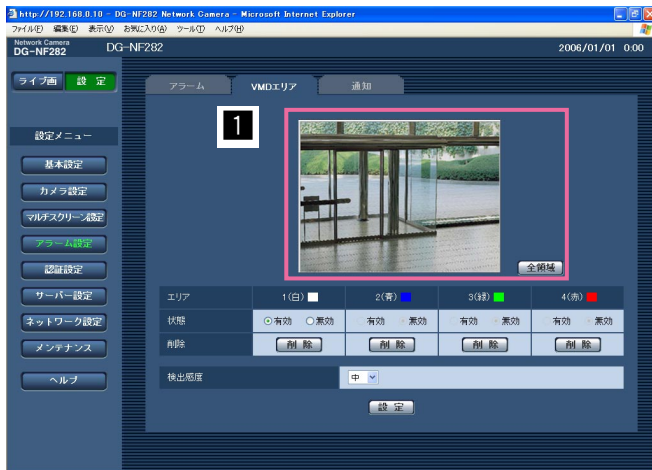 http://192.168.0.10 - DG-NF282 Network Camera - Microsoft Internet Explorer
ファイル(F) 編集(E) 表示(V) お気に入り(A) ツール(T) ヘルプ(H)
Network Camera
DG-NF282
DG-NF282
2006/01/01 0:00
ライブ画 設 定
アラーム VMDエリア 通知
1
設定メニュー
基本設定
カメラ設定
マルチスクリーン設定
アラーム設定
認証設定
サーバー設定
ネットワーク設定
メンテナンス
ヘルプ
全領域
エリア 1(白) 2(青) 3(緑) 4(赤)
状態 有効 無効 有効 無効 有効 無効 有効 無効
削除 削 除 削 除 削 除 削 除
検出感度 中
設 定